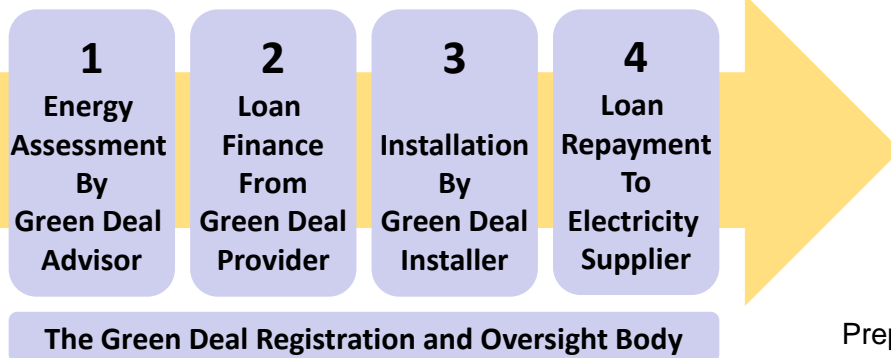 1
Energy
Assessment
By
Green Deal
Advisor
2
Loan
Finance
From
Green Deal
Provider
3
Installation
By
Green Deal
Installer
4
Loan
Repayment
To
Electricity
Supplier
The Green Deal Registration and Oversight Body